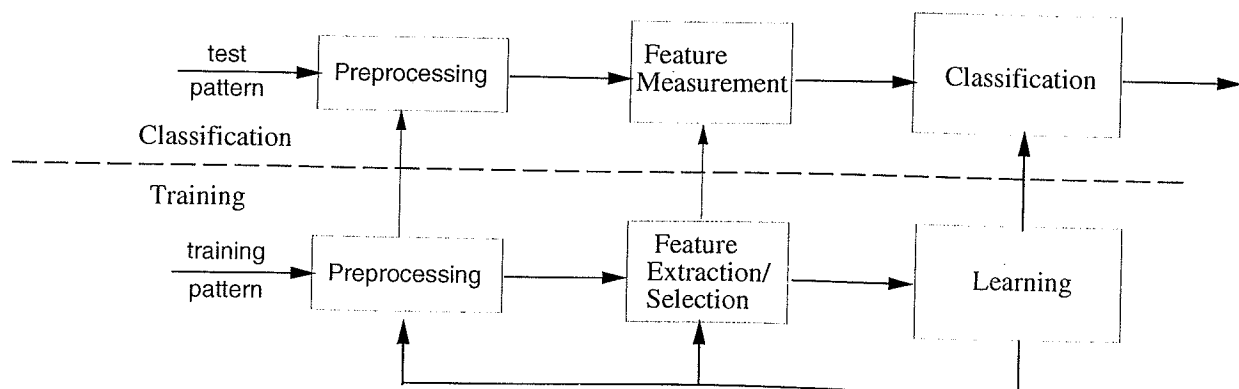 test
pattern
Preprocessing
Feature
Measurement
Classification
Classification
Training
training
pattern
Preprocessing
Feature
Extraction/
Selection
Learning